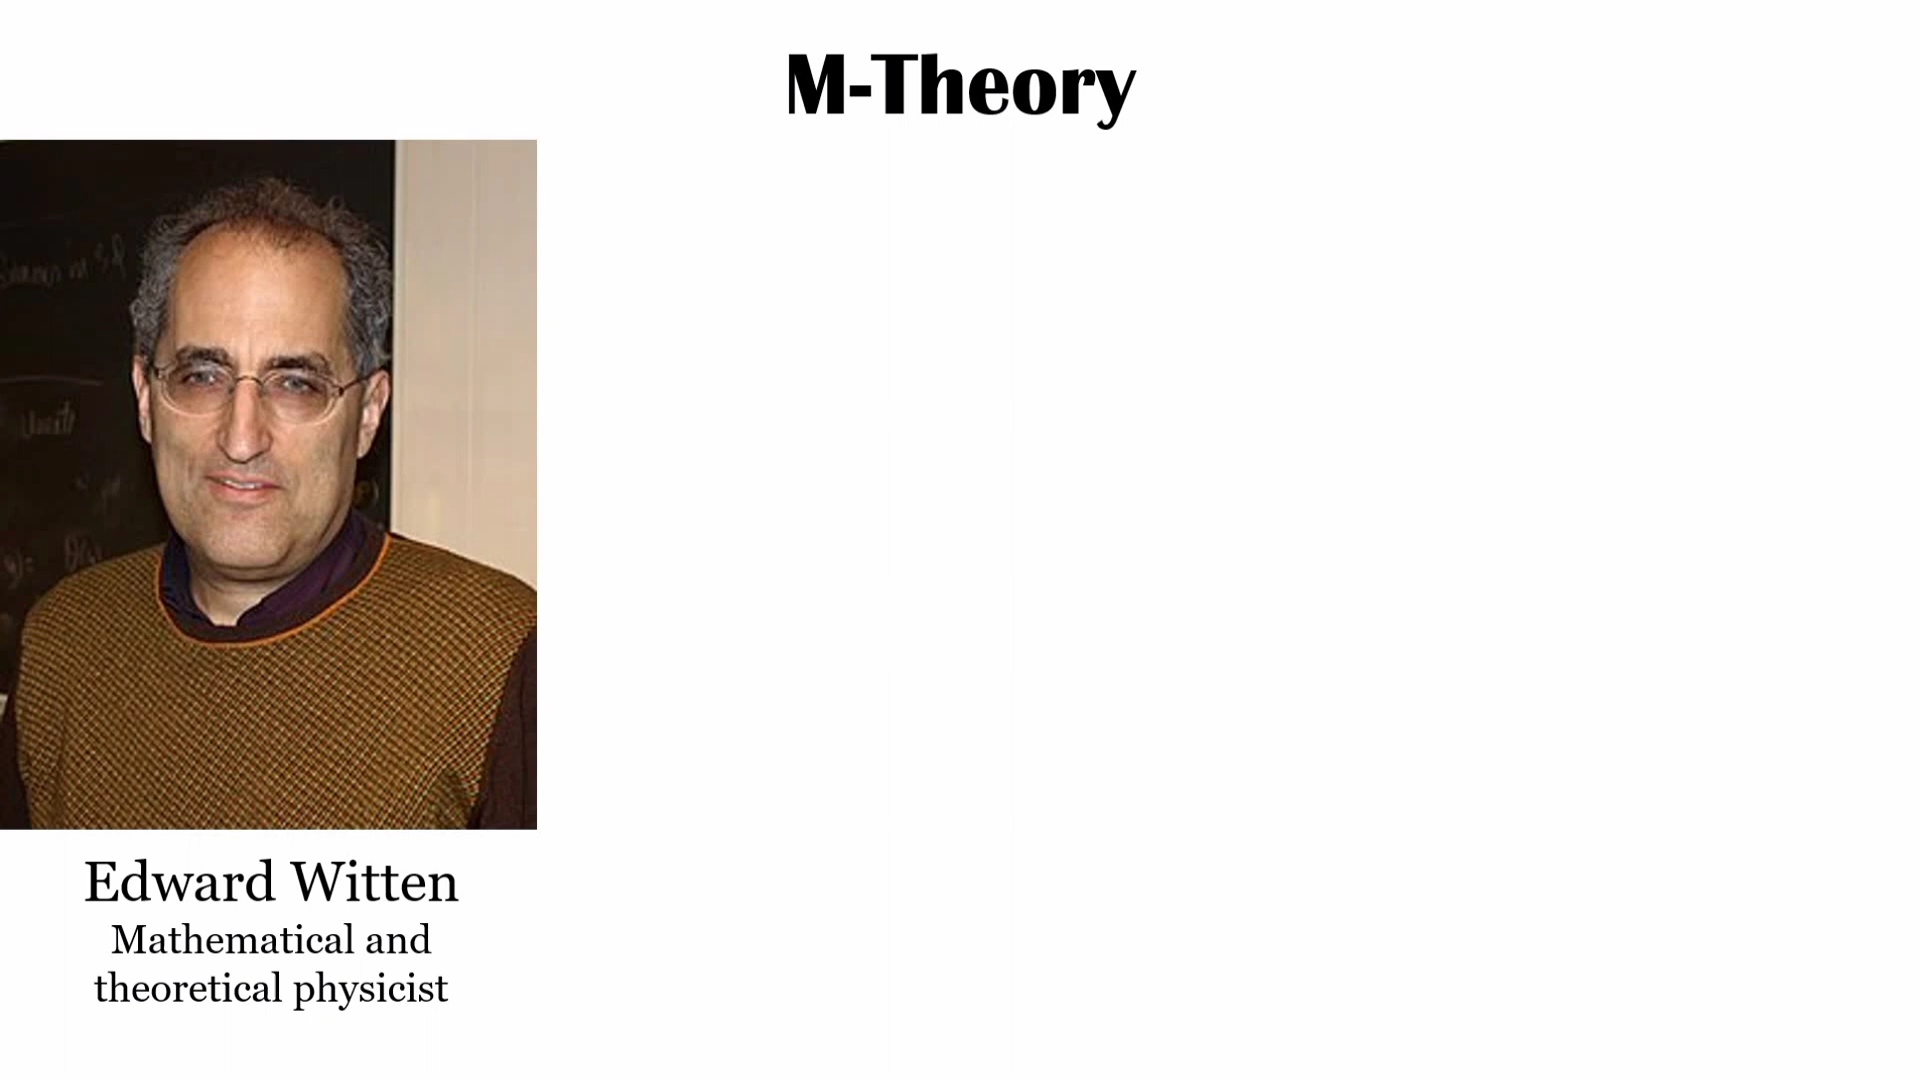 M-Theory
Edward Witten
Mathematical and
theoretical physicist